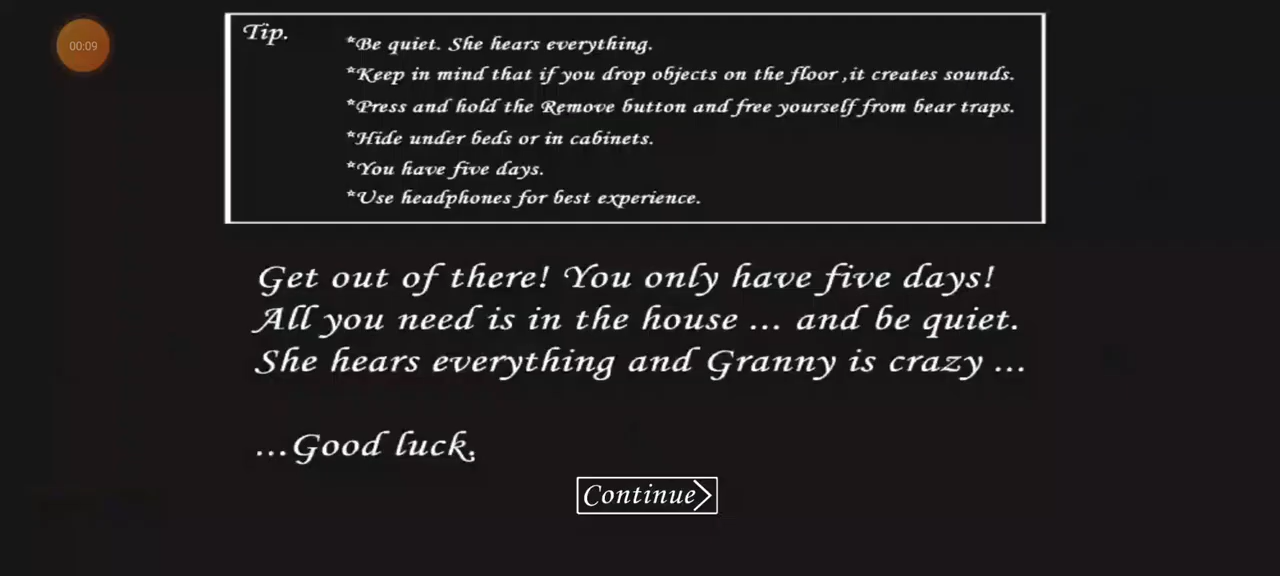 00:09
Tip.
*Be quiet. She hears everything.
*Keep in mind that if you drop objects on the floor ,it creates sounds.
*Press and hold the Remove button and free yourself from bear traps.
*Hide under beds or in cabinets.
*You have five days.
*Use headphones for best experience.
Get out of there! You only have five days!
All you need is in the house ... and be quiet.
She hears everything and Granny is crazy ...
...Good luck.
Continue